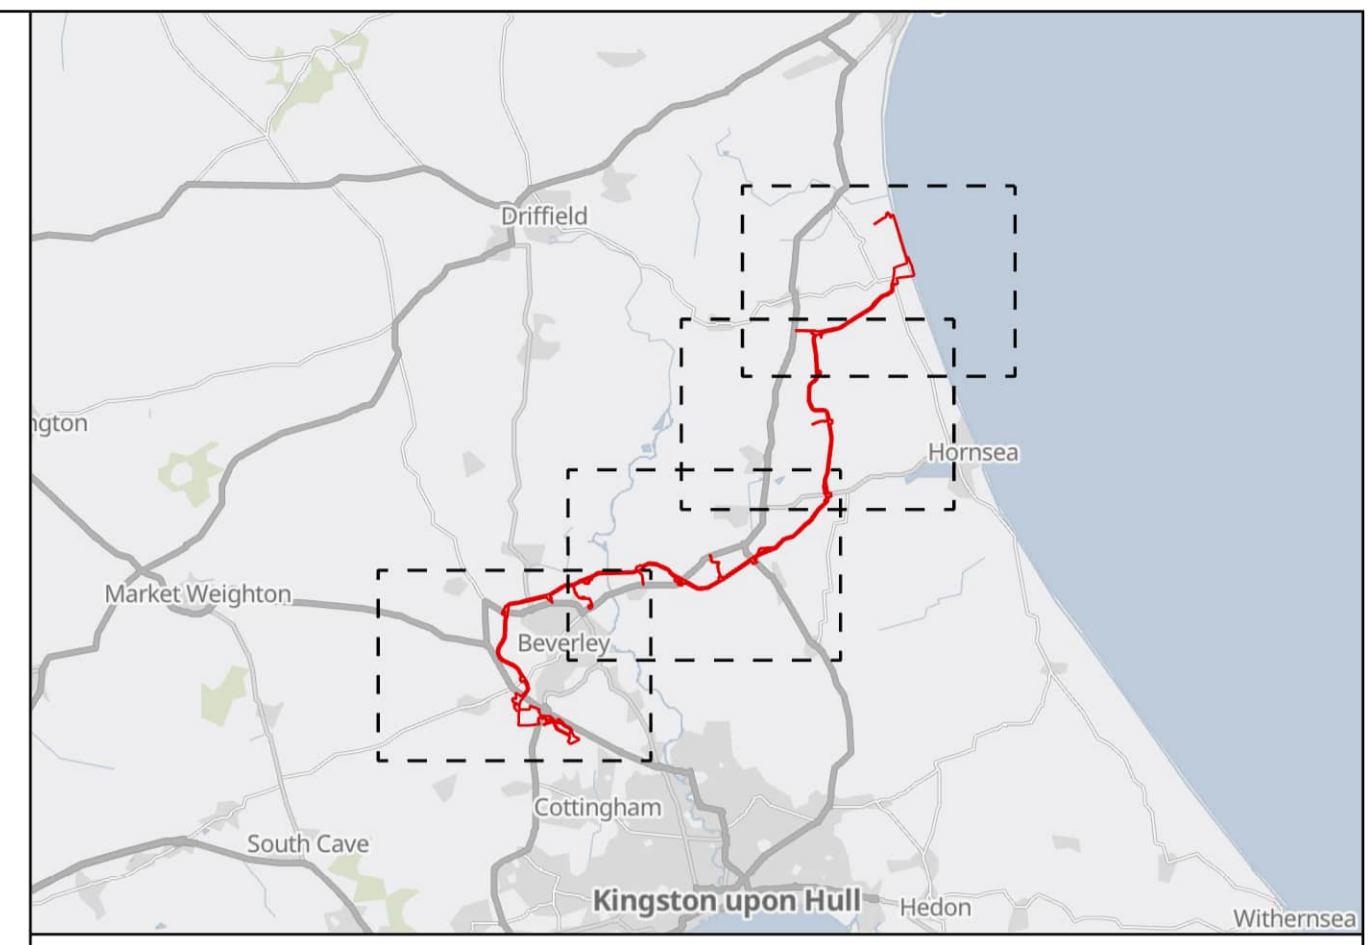 Driffield
ngton
Hornsea
Market Weighton
Beverley
Cottingham
South Cave
Kingston upon Hull
Hedon
Withernsea